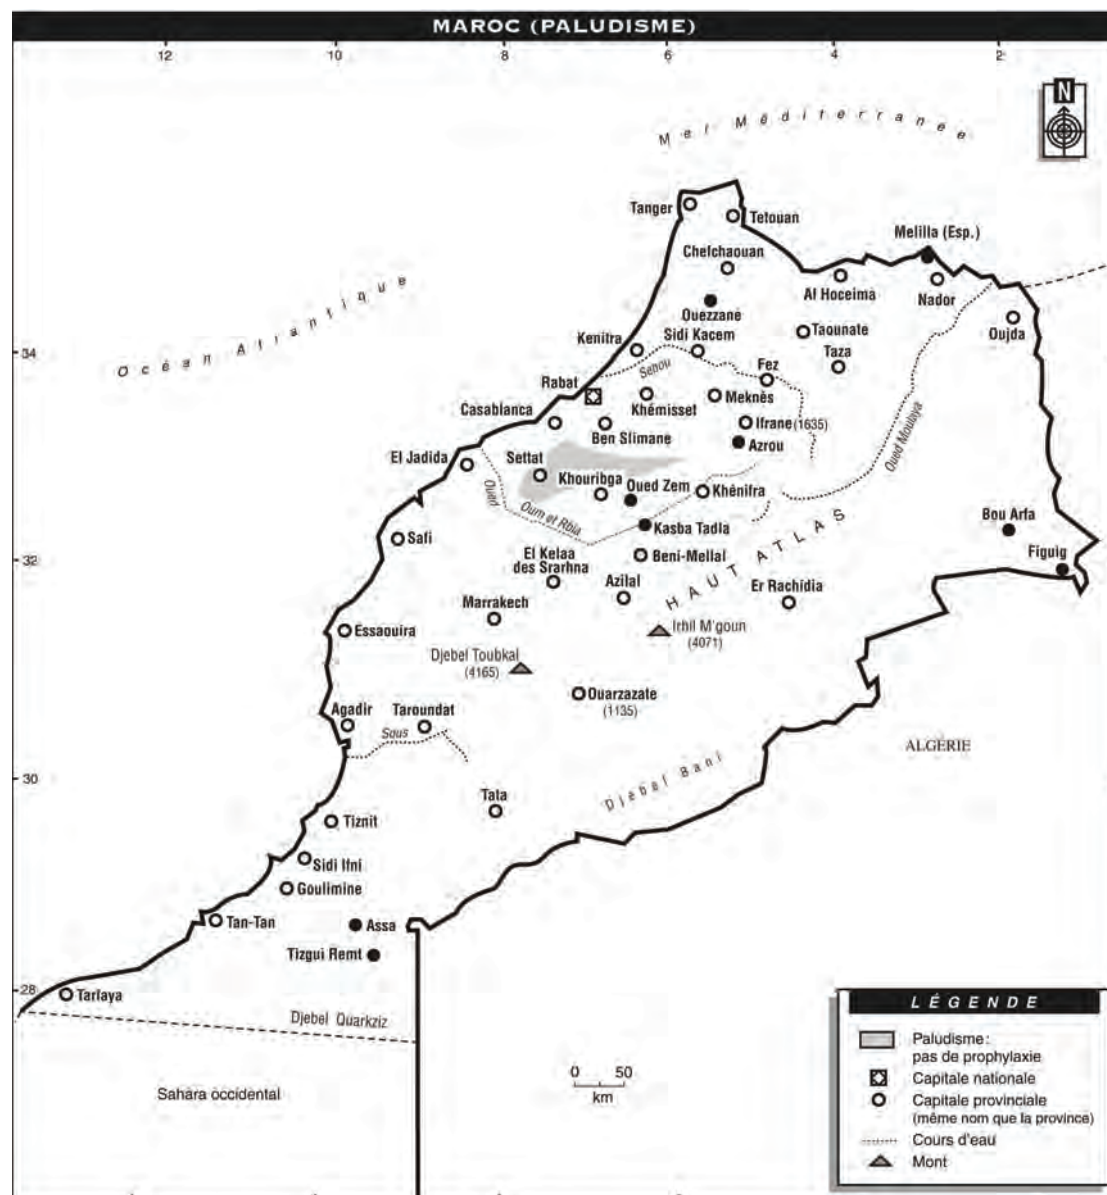 MAROC (PALUDISME)
12
10
8
6
4
2
N
Mer Méditerranée
Océan Atlantique
Tanger
Tetouan
Chefchaouan
Melilla (Esp.)
Al Hoceima
Nador
Ouezzane
Oujda
Taounate
Kenitra
Sidi Kacem
34
Taza
Fez
Sebou
Rabat
Khémisset
Meknès
Casablanca
Ben Slimane
Ifrane (1635)
Azrou
Oued Moulaya
El Jadida
Settat
Khouribga
Oued Zem
Khénifra
Oued
Oum et Rbia
Kasba Tadla
Bou Arfa
Safi
32
Figuig
El Kelaa
des Srarhna
Beni-Mellal
HAUT ATLAS
Azilal
Er Rachidia
Marrakech
Essaouira
Irhil M'goun
(4071)
Djebel Toubkal
(4165)
Ouarzazate
(1135)
Agadir
Taroundat
Sous
ALGÉRIE
30
Djebel Bani
Tata
Tiznit
Sidi Ifni
Goulimine
Tan-Tan
Assa
Tizgui Remt
28
Tarfaya
Djebel Quarkziz
Sahara occidental
0 50
km
LÉGENDE
Paludisme:
pas de prophylaxie
Capitale nationale
Capitale provinciale
(même nom que la province)
Cours d'eau
Mont